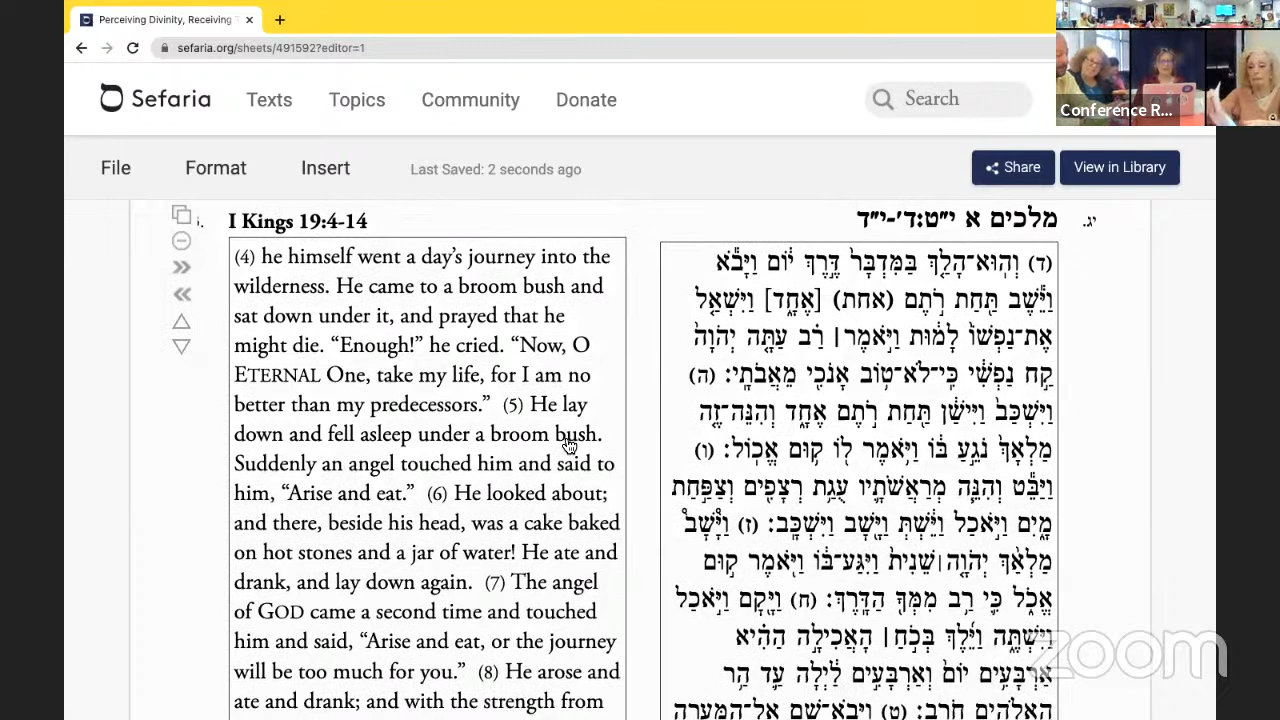 Perceiving Divinity, Receiving T
sefaria.org/sheets/491592?editor=1
Sefaria
Texts
Topics
Community
Donate
Search
Conference R...
File
Format
Insert
Last Saved: 2 seconds ago
Share
View in Library
I Kings 19:4-14
(4) he himself went a day’s journey into the
wilderness. He came to a broom bush and
sat down under it, and prayed that he
might die. “Enough!” he cried. “Now, O
ETERNAL One, take my life, for I am no
better than my predecessors.” (5) He lay
down and fell asleep under a broom bush.
Suddenly an angel touched him and said to
him, “Arise and eat.” (6) He looked about;
and there, beside his head, was a cake baked
on hot stones and a jar of water! He ate and
drank, and lay down again. (7) The angel
of GOD came a second time and touched
him and said, “Arise and eat, or the journey
will be too much for you.” (8) He arose and
ate and drank; and with the strength from
יג.
מלכים א י״ט:ד׳-י״ד
(ד) וְהֽוּא־הָלַ֤ךְ בַּמִּדְבָּר֙ דֶּ֣רֶךְ י֔וֹם וַיָּבֹ֕א
וַיֵּ֕שֶׁב תַּ֖חַת רֹ֣תֶם (אחת) [אֶחָ֑ד] וַיִּשְׁאַ֤ל
אֶת־נַפְשׁוֹ֙ לָמ֔וּת וַיֹּ֣אמֶר ׀ רַ֗ב עַתָּ֤ה יְהֹוָה֙
קַ֣ח נַפְשִׁ֔י כִּֽי־לֹא־ט֥וֹב אָנֹכִ֖י מֵאֲבֹתָֽי׃ (ה)
וַיִּשְׁכַּב֙ וַיִּישַׁ֔ן תַּ֖חַת רֹ֣תֶם אֶחָ֑ד וְהִנֵּֽה־זֶ֤ה
מַלְאָךְ֙ נֹגֵ֣עַ בּ֔וֹ וַיֹּ֥אמֶר ל֖וֹ ק֥וּם אֱכֽוֹל׃ (ו)
וַיַּבֵּ֕ט וְהִנֵּ֧ה מְרַאֲשֹׁתָ֛יו עֻגַ֥ת רְצָפִ֖ים וְצַפַּ֣חַת
מָ֑יִם וַיֹּ֣אכַל וַיֵּ֔שְׁתְּ וַיָּ֖שׇׁב וַיִּשְׁכָּֽב׃ (ז) וַיָּ֩שׇׁב֩
מַלְאַ֨ךְ יְהֹוָ֤ה ׀ שֵׁנִית֙ וַיִּגַּע־בּ֔וֹ וַיֹּ֖אמֶר ק֣וּם
אֱכֹ֑ל כִּ֛י רַ֥ב מִמְּךָ֖ הַדָּֽרֶךְ׃ (ח) וַיָּ֖קׇם וַיֹּ֣אכַל
וַיִּשְׁתֶּ֑ה וַיֵּ֜לֶךְ בְּכֹ֣חַ ׀ הָאֲכִילָ֣ה הַהִ֗יא
אַרְבָּעִ֥ים יוֹם֙ וְאַרְבָּעִ֣ים לַ֔יְלָה עַ֛ד הַ֥ר
הָאֱלֹהִ֖ים חֹרֵֽב׃ (ט) וַיָּבֹא־שָׁ֥ם אֶל־הַמְּעָרָ֖ה
zoom